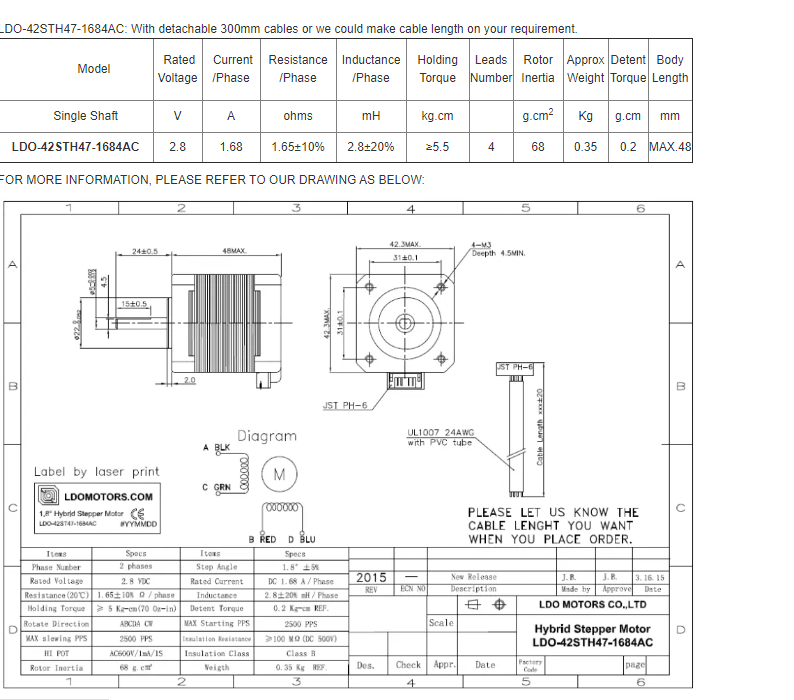 LDO-42STH47-1684AC: With detachable 300mm cables or we could make cable length on your requirement.
Model Rated Voltage Current /Phase Resistance /Phase Inductance /Phase Holding Torque Leads Number Rotor Inertia Approx Weight Detent Torque Body Length
Single Shaft V A ohms mH kg.cm g.cm2 Kg g.cm mm
LDO-42STH47-1684AC 2.8 1.68 1.65±10% 2.8±20% ≥5.5 4 68 0.35 0.2 MAX.48
FOR MORE INFORMATION, PLEASE REFER TO OUR DRAWING AS BELOW:
1 2 3 4 5 6
A A
24±0.5 48MAX.
4.5
15±0.5
2.0
42.3MAX.
31±0.1
4-M3
Deepth 4.5MIN.
42.3MAX.
31±0.1
JST PH-6
B B
JST PH-6
UL1007 24AWG
with PVC tube
Cable Length xxx±20
Diagram
A BLK
C GRN
M
B RED D BLU
Label by laser print
LDOMOTORS.COM
1.8° Hybrid Stepper Motor CE
LDO-42ST47-1684AC #YYMMDD
C C
PLEASE LET US KNOW THE
CABLE LENGHT YOU WANT
WHEN YOU PLACE ORDER.
Items Specs Items Specs
Phase Number 2 phases Step Angle 1.8° ±5%
Rated Voltage 2.8 VDC Rated Current DC 1.68 A/Phase
Resistance(20℃) 1.65±10% Ω/phase Inductance 2.8±20% mH/Phase
Holding Torque ≥ 5 Kg-cm(70 Oz-in) Detent Torque 0.2 Kg-cm REF.
Rotate Direction ABCDA CW MAX Starting PPS 2500 PPS
MAX slewing PPS 2500 PPS Insulation Resistance ≥100 MΩ (DC 500V)
HI POT AC600V/1mA/1S Insulation Class Class B
Rotor Inertia 68 g.cm² Weigth 0.35 Kg REF.
2015 — New Release J.R. J.R. 3.16.15
REV ECN NO Description Made by Approve Date
LDO MOTORS CO.,LTD
Scale
Hybrid Stepper Motor
LDO-42STH47-1684AC
Des. Check Appr. Date Factory Code page
D D
1 2 3 4 5 6